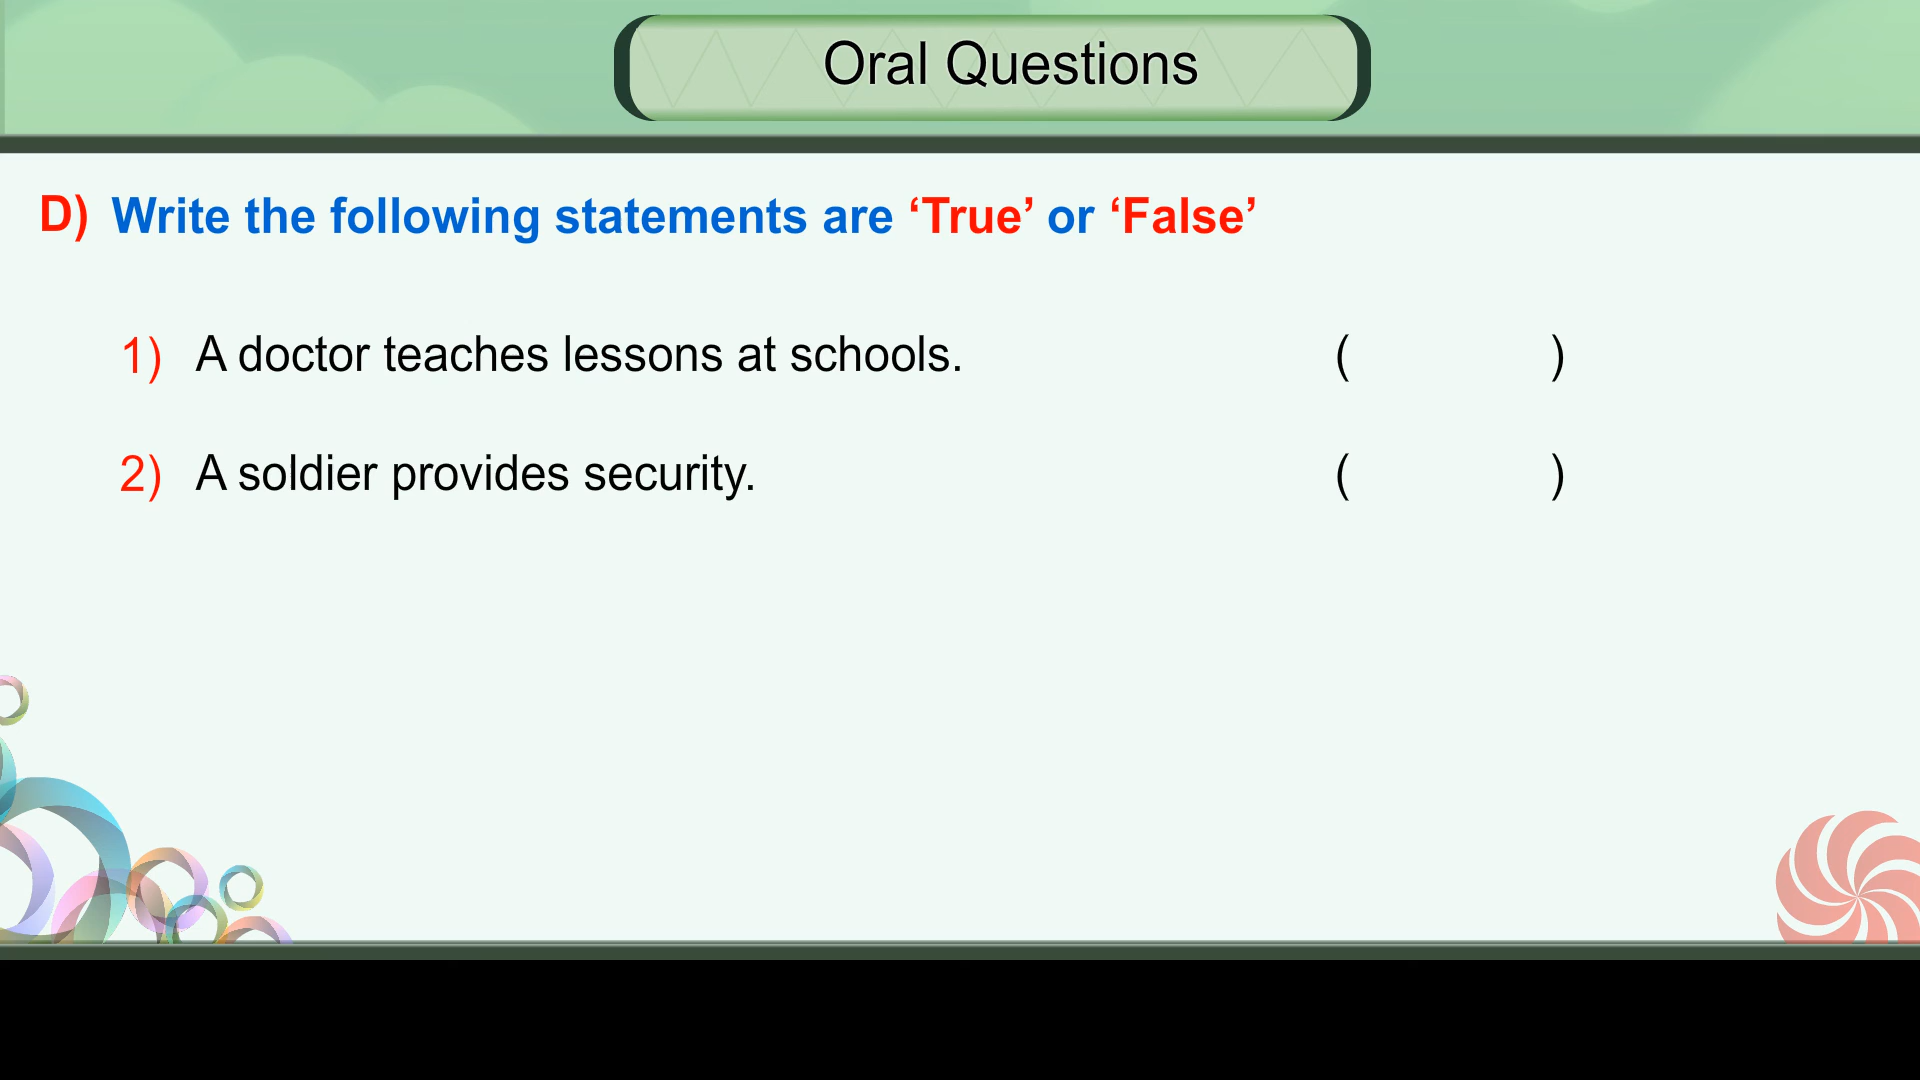 Oral Questions
D) Write the following statements are ‘True’ or ‘False’
1) A doctor teaches lessons at schools. ( )
2) A soldier provides security. ( )